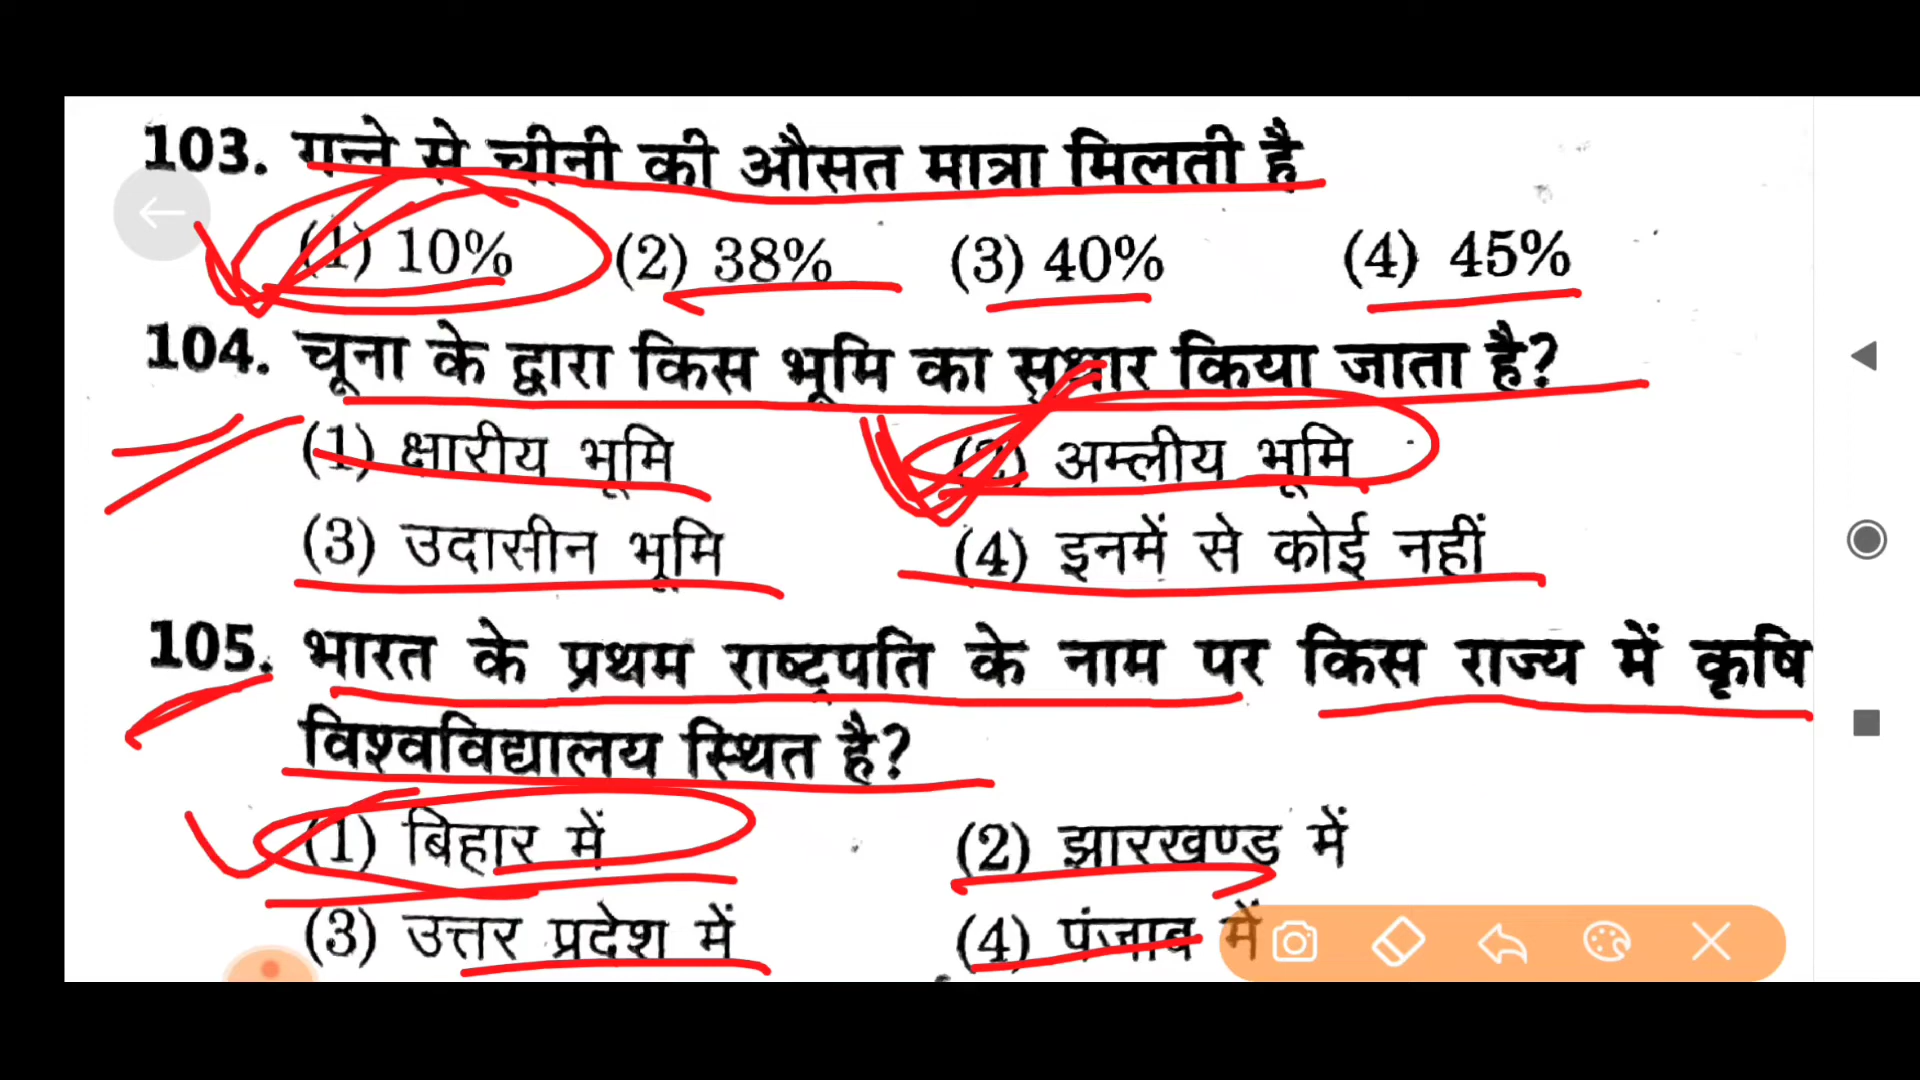 103. गन्ने से चीनी की औसत मात्रा मिलती है
(1) 10% (2) 38% (3) 40% (4) 45%
104. चूना के द्वारा किस भूमि का सुधार किया जाता है?
(1) क्षारीय भूमि (2) अम्लीय भूमि
(3) उदासीन भूमि (4) इनमें से कोई नहीं
105. भारत के प्रथम राष्ट्रपति के नाम पर किस राज्य में कृषि
विश्वविद्यालय स्थित है?
(1) बिहार में (2) झारखण्ड में
(3) उत्तर प्रदेश में (4) पंजाब में